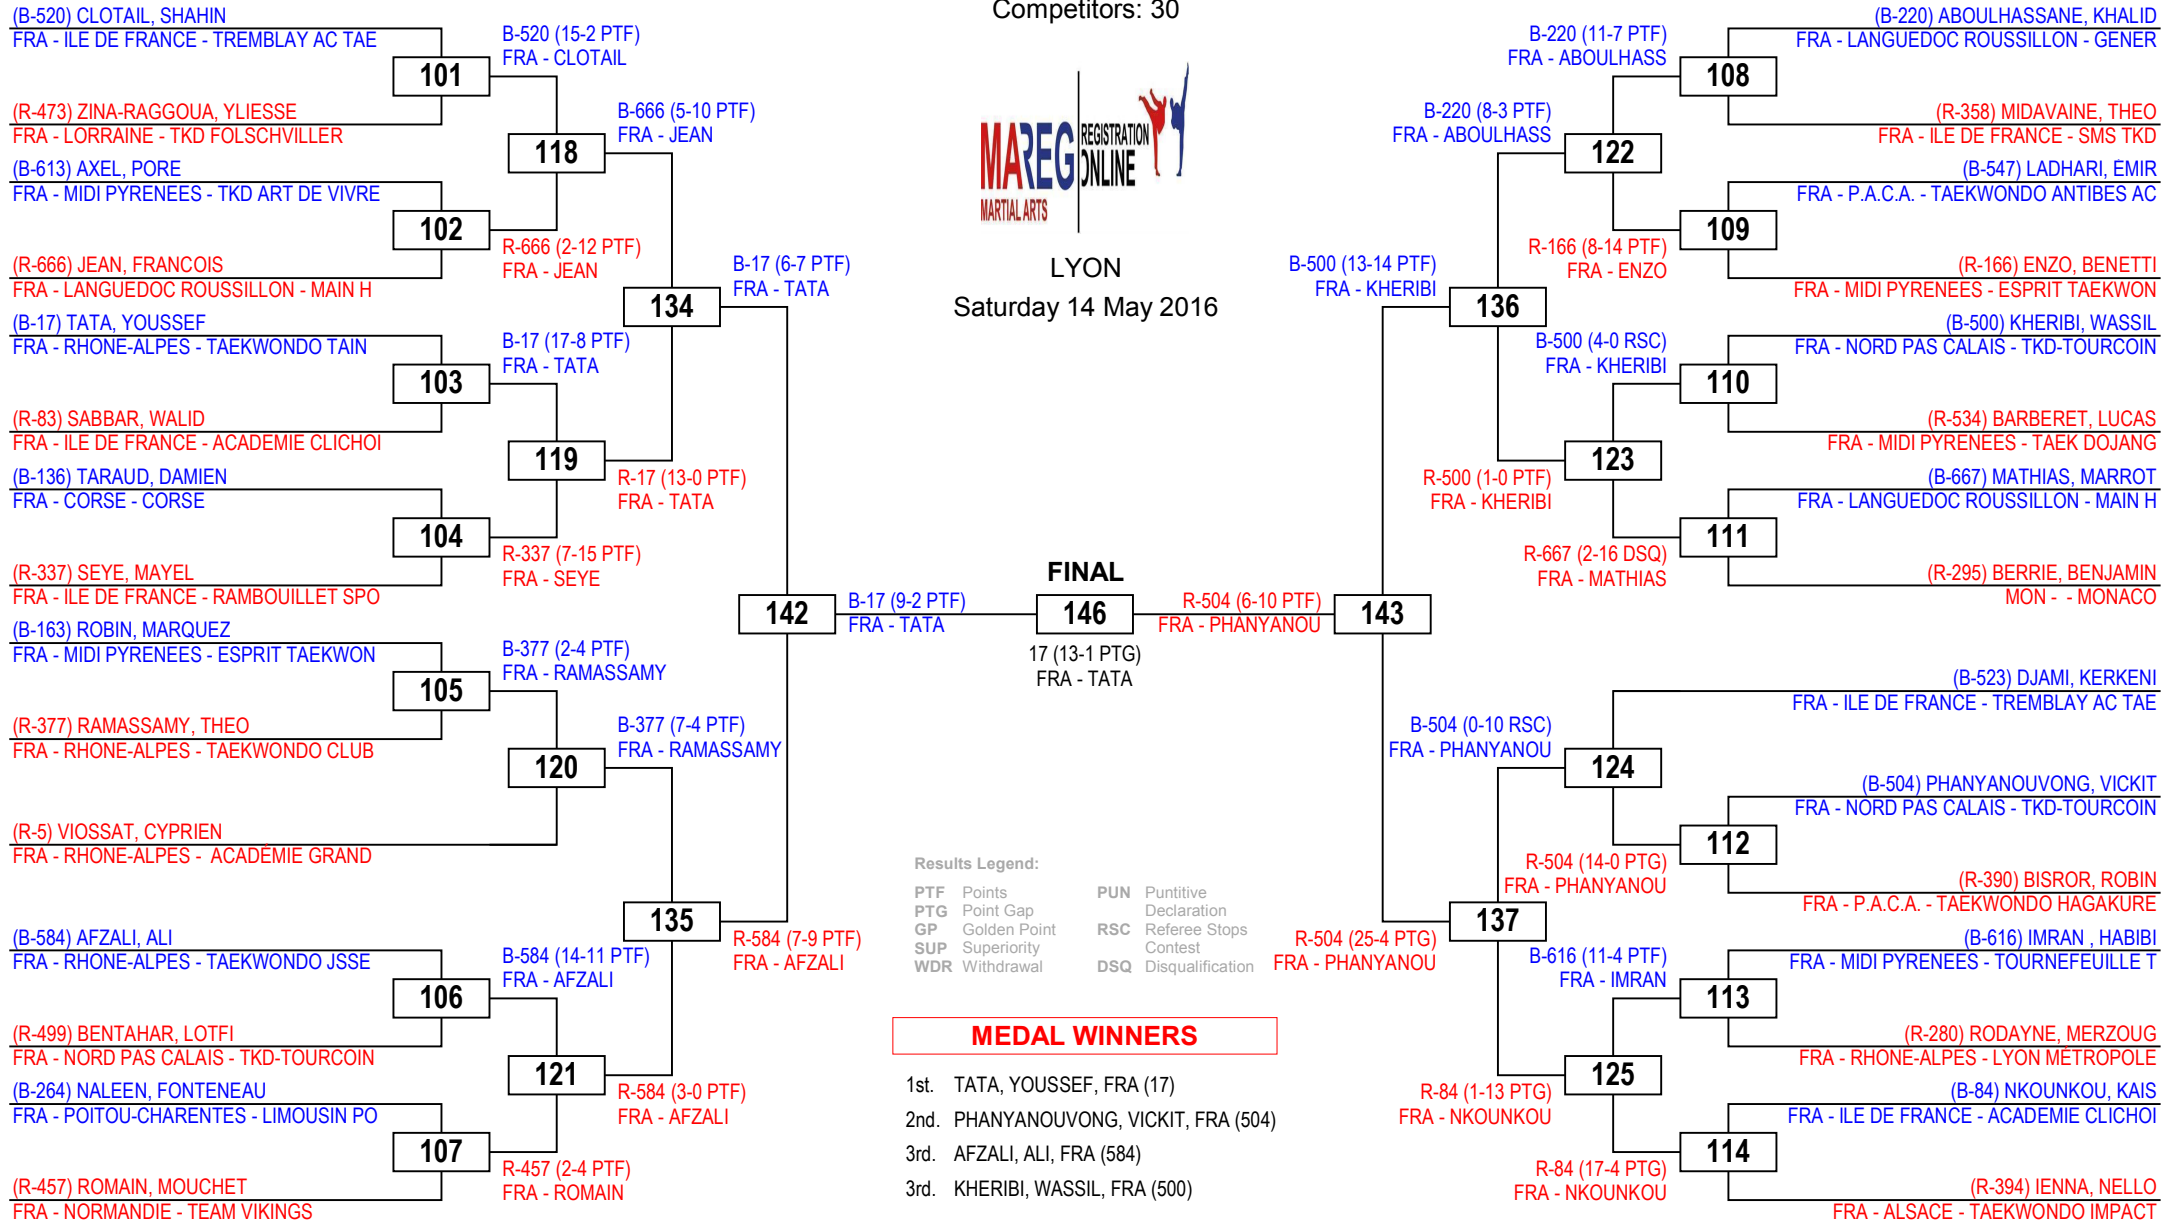 Competitors: 30
MAREG
REGISTRATION
ONLINE
MARTIAL ARTS
LYON
Saturday 14 May 2016
(B-520) CLOTAIL, SHAHIN
FRA - ILE DE FRANCE - TREMBLAY AC TAE
101
(R-473) ZINA-RAGGOUA, YLIESSE
FRA - LORRAINE - TKD FOLSCHVILLER
(B-613) AXEL, PORE
FRA - MIDI PYRENEES - TKD ART DE VIVRE
102
(R-666) JEAN, FRANCOIS
FRA - LANGUEDOC ROUSSILLON - MAIN H
(B-17) TATA, YOUSSEF
FRA - RHONE-ALPES - TAEKWONDO TAIN
103
(R-83) SABBAR, WALID
FRA - ILE DE FRANCE - ACADEMIE CLICHOI
(B-136) TARAUD, DAMIEN
FRA - CORSE - CORSE
104
(R-337) SEYE, MAYEL
FRA - ILE DE FRANCE - RAMBOUILLET SPO
(B-163) ROBIN, MARQUEZ
FRA - MIDI PYRENEES - ESPRIT TAEKWON
105
(R-377) RAMASSAMY, THEO
FRA - RHONE-ALPES - TAEKWONDO CLUB
(R-5) VIOSSAT, CYPRIEN
FRA - RHONE-ALPES -  ACADÉMIE GRAND
(B-584) AFZALI, ALI
FRA - RHONE-ALPES - TAEKWONDO JSSE
106
(R-499) BENTAHAR, LOTFI
FRA - NORD PAS CALAIS - TKD-TOURCOIN
(B-264) NALEEN, FONTENEAU
FRA - POITOU-CHARENTES - LIMOUSIN PO
107
(R-457) ROMAIN, MOUCHET
FRA - NORMANDIE - TEAM VIKINGS
B-520 (15-2 PTF)
FRA - CLOTAIL
118
R-666 (2-12 PTF)
FRA - JEAN
B-17 (17-8 PTF)
FRA - TATA
119
R-337 (7-15 PTF)
FRA - SEYE
B-377 (2-4 PTF)
FRA - RAMASSAMY
120
B-584 (14-11 PTF)
FRA - AFZALI
121
R-457 (2-4 PTF)
FRA - ROMAIN
B-666 (5-10 PTF)
FRA - JEAN
134
R-17 (13-0 PTF)
FRA - TATA
B-377 (7-4 PTF)
FRA - RAMASSAMY
135
R-584 (3-0 PTF)
FRA - AFZALI
B-17 (6-7 PTF)
FRA - TATA
142
R-584 (7-9 PTF)
FRA - AFZALI
B-17 (9-2 PTF)
FRA - TATA
FINAL
146
17 (13-1 PTG)
FRA - TATA
R-504 (6-10 PTF)
FRA - PHANYANOU
B-500 (13-14 PTF)
FRA - KHERIBI
143
R-504 (25-4 PTG)
FRA - PHANYANOU
B-220 (8-3 PTF)
FRA - ABOULHASS
136
R-500 (1-0 PTF)
FRA - KHERIBI
B-504 (0-10 RSC)
FRA - PHANYANOU
137
R-84 (1-13 PTG)
FRA - NKOUNKOU
B-220 (11-7 PTF)
FRA - ABOULHASS
122
R-166 (8-14 PTF)
FRA - ENZO
B-500 (4-0 RSC)
FRA - KHERIBI
123
R-667 (2-16 DSQ)
FRA - MATHIAS
124
R-504 (14-0 PTG)
FRA - PHANYANOU
B-616 (11-4 PTF)
FRA - IMRAN
125
R-84 (17-4 PTG)
FRA - NKOUNKOU
(B-220) ABOULHASSANE, KHALID
FRA - LANGUEDOC ROUSSILLON - GENER
108
(R-358) MIDAVAINE, THEO
FRA - ILE DE FRANCE - SMS TKD
(B-547) LADHARI, EMIR
FRA - P.A.C.A. - TAEKWONDO ANTIBES AC
109
(R-166) ENZO, BENETTI
FRA - MIDI PYRENEES - ESPRIT TAEKWON
(B-500) KHERIBI, WASSIL
FRA - NORD PAS CALAIS - TKD-TOURCOIN
110
(R-534) BARBERET, LUCAS
FRA - MIDI PYRENEES - TAEK DOJANG
(B-667) MATHIAS, MARROT
FRA - LANGUEDOC ROUSSILLON - MAIN H
111
(R-295) BERRIE, BENJAMIN
MON -  - MONACO
(B-523) DJAMI, KERKENI
FRA - ILE DE FRANCE - TREMBLAY AC TAE
(B-504) PHANYANOUVONG, VICKIT
FRA - NORD PAS CALAIS - TKD-TOURCOIN
112
(R-390) BISROR, ROBIN
FRA - P.A.C.A. - TAEKWONDO HAGAKURE
(B-616) IMRAN , HABIBI
FRA - MIDI PYRENEES - TOURNEFEUILLE T
113
(R-280) RODAYNE, MERZOUG
FRA - RHONE-ALPES - LYON MÉTROPOLE
(B-84) NKOUNKOU, KAIS
FRA - ILE DE FRANCE - ACADEMIE CLICHOI
114
(R-394) IENNA, NELLO
FRA - ALSACE - TAEKWONDO IMPACT
Results Legend:
PTF Points
PTG Point Gap
GP Golden Point
SUP Superiority
WDR Withdrawal
PUN Puntitive
Declaration
RSC Referee Stops
Contest
DSQ Disqualification
MEDAL WINNERS
1st. TATA, YOUSSEF, FRA (17)
2nd. PHANYANOUVONG, VICKIT, FRA (504)
3rd. AFZALI, ALI, FRA (584)
3rd. KHERIBI, WASSIL, FRA (500)